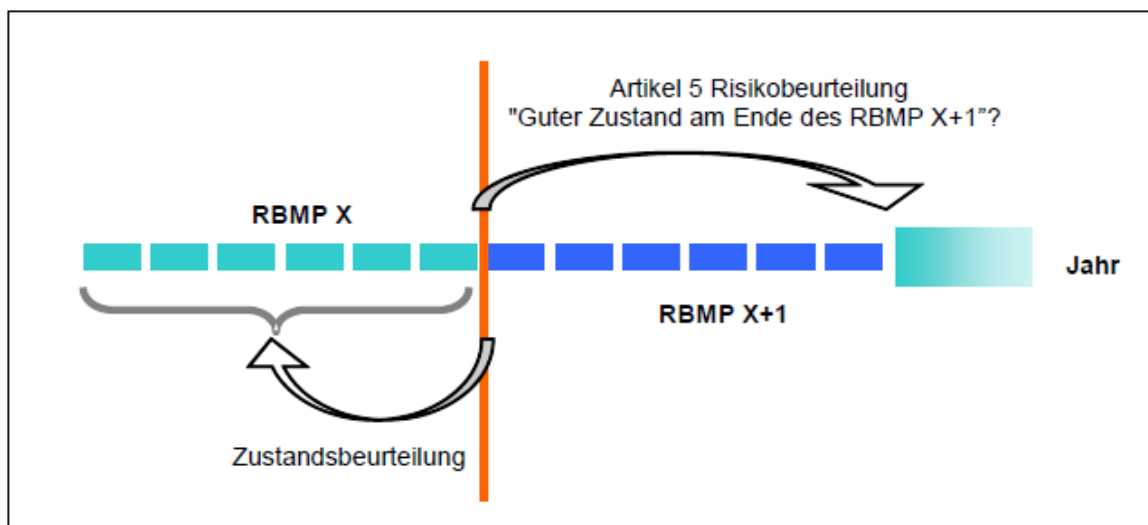 Artikel 5 Risikobeurteilung
"Guter Zustand am Ende des RBMP X+1”?
RBMP X
Jahr
RBMP X+1
Zustandsbeurteilung